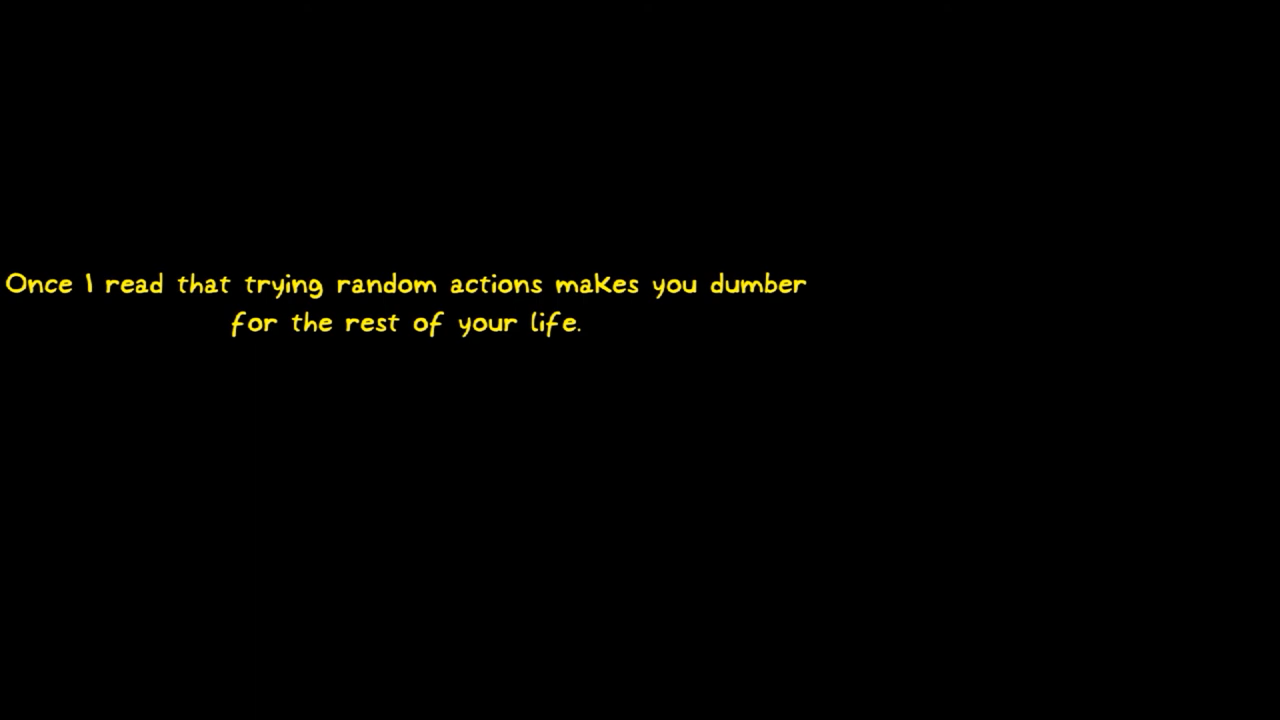 Once I read that trying random actions makes you dumber
for the rest of your life.